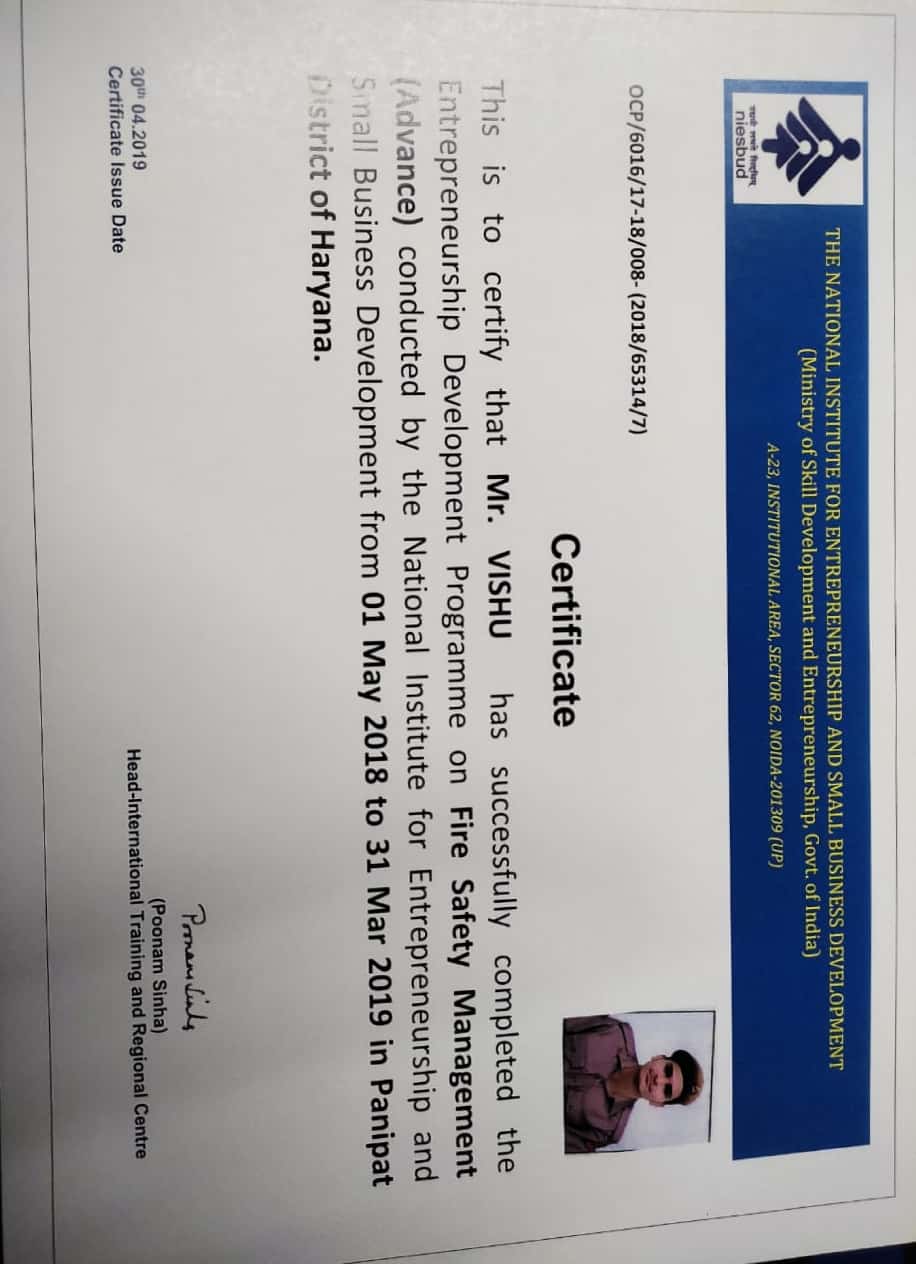 THE NATIONAL INSTITUTE FOR ENTREPRENEURSHIP AND SMALL BUSINESS DEVELOPMENT
(Ministry of Skill Development and Entrepreneurship, Govt. of India)
A-23, INSTITUTIONAL AREA, SECTOR 62, NOIDA-201309 (UP)
niesbud
OCP/6016/17-18/008- (2018/65314/7)
Certificate
This is to certify that Mr. VISHU has successfully completed the
Entrepreneurship Development Programme on Fire Safety Management
(Advance) conducted by the National Institute for Entrepreneurship and
Small Business Development from 01 May 2018 to 31 Mar 2019 in Panipat
District of Haryana.
Poonam Sinha
(Poonam Sinha)
Head-International Training and Regional Centre
30th 04.2019
Certificate Issue Date